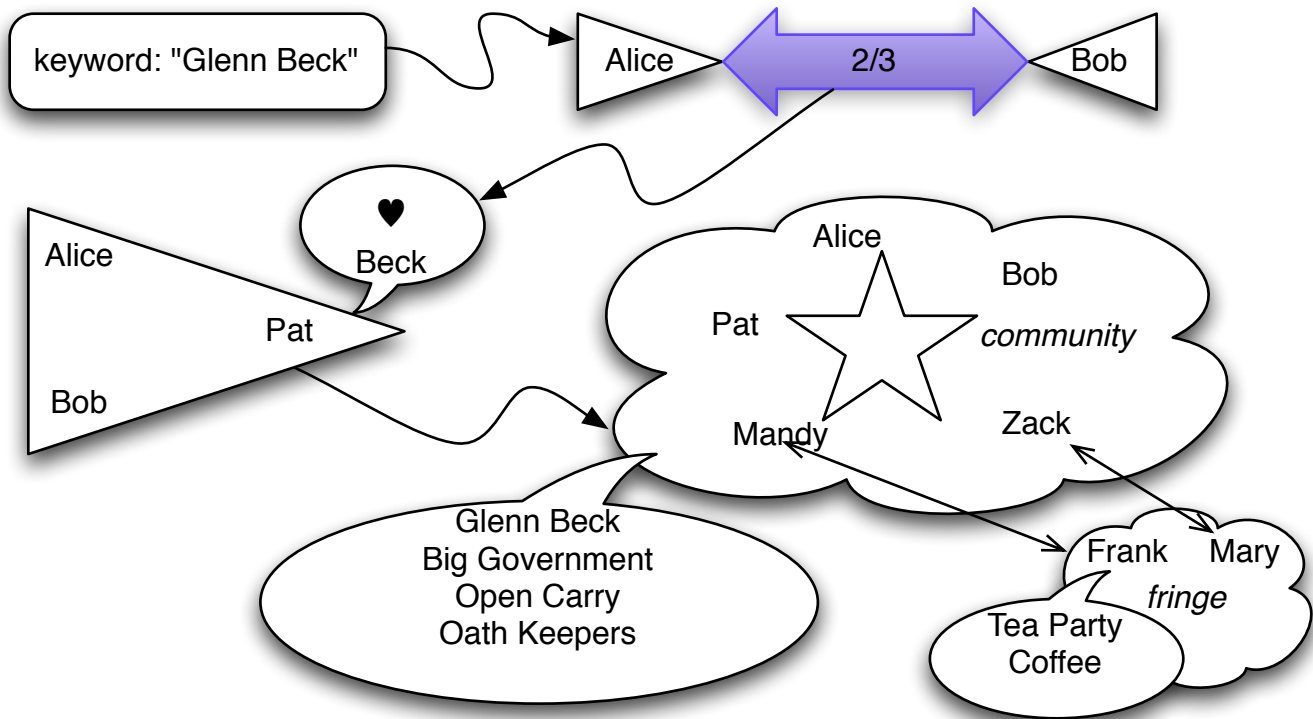 keyword: "Glenn Beck"
Alice
2/3
Bob
♥
Beck
Alice
Pat
Bob
Alice
Bob
Pat
community
Mandy
Zack
Glenn Beck
Big Government
Open Carry
Oath Keepers
Frank Mary
fringe
Tea Party
Coffee